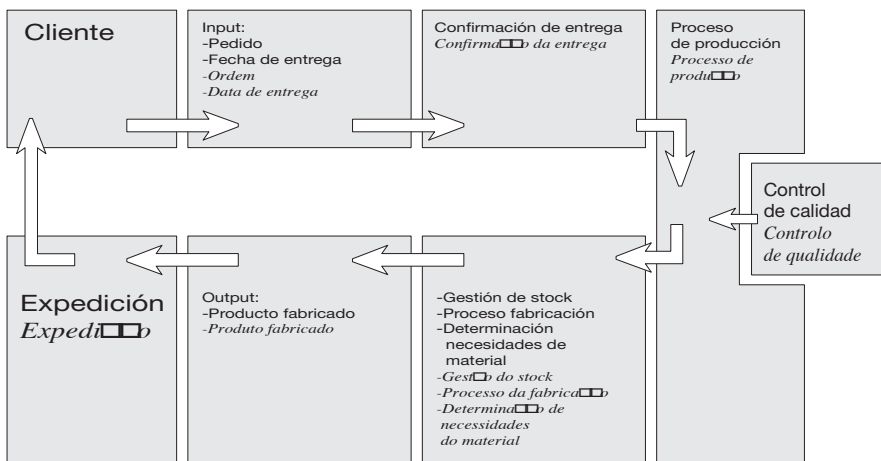 Cliente
Input:
-Pedido
-Fecha de entrega
-Ordem
-Data de entrega
Confirmación de entrega
da entrega
Proceso
de producción
Processo de
Control
de calidad
Controlo
de qualidade
Expedición
Output:
-Producto fabricado
-Produto fabricado
-Gestión de stock
-Proceso fabricación
-Determinación
necesidades de
material
do stock
-Processo da
de
necessidades
do material